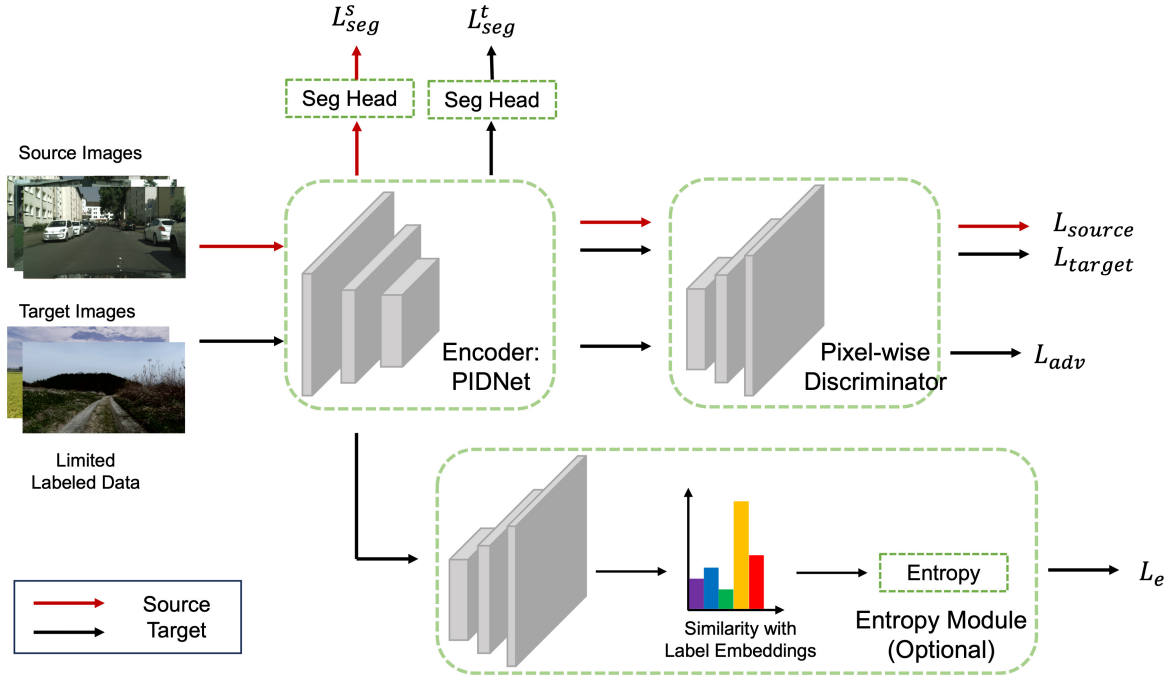 L^s_seg
L^t_seg
Seg Head
Seg Head
Source Images
Target Images
Limited
Labeled Data
Encoder:
PIDNet
Pixel-wise
Discriminator
L_source
L_target
L_adv
Similarity with
Label Embeddings
Entropy
Entropy Module
(Optional)
L_e
Source
Target